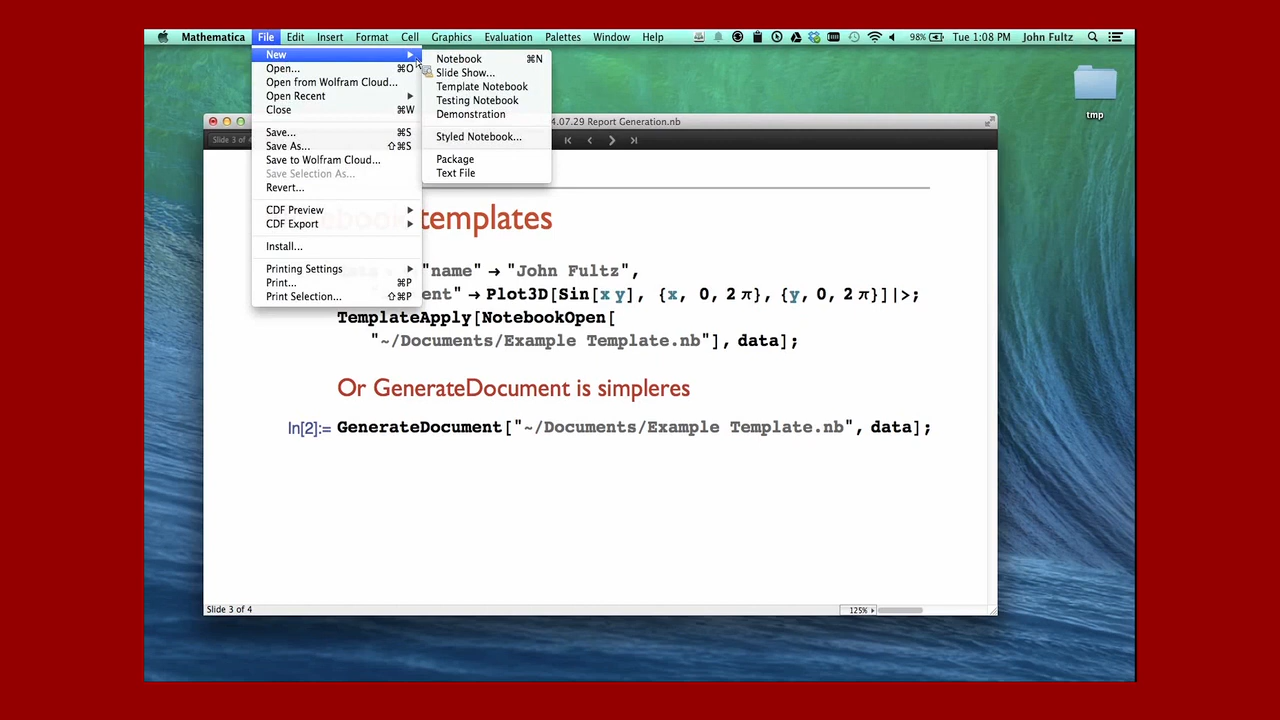 Mathematica File Edit Insert Format Cell Graphics Evaluation Palettes Window Help 98% Tue 1:08 PM John Fultz
New
Open... ⌘O
Open from Wolfram Cloud...
Open Recent
Close ⌘W
Save... ⌘S
Save As... ⇧⌘S
Save to Wolfram Cloud...
Save Selection As...
Revert...
CDF Preview
CDF Export
Install...
Printing Settings
Print... ⌘P
Print Selection... ⇧⌘P
Notebook ⌘N
Slide Show...
Template Notebook
Testing Notebook
Demonstration
Styled Notebook...
Package
Text File
tmp
4.07.29 Report Generation.nb
Slide 3 of 4
templates
"name" → "John Fultz",
ent" → Plot3D[Sin[x y], {x, 0, 2 π}, {y, 0, 2 π}]|>;
TemplateApply[NotebookOpen[
"~/Documents/Example Template.nb"], data];
Or GenerateDocument is simpleres
In[2]:= GenerateDocument["~/Documents/Example Template.nb", data];
Slide 3 of 4
125%